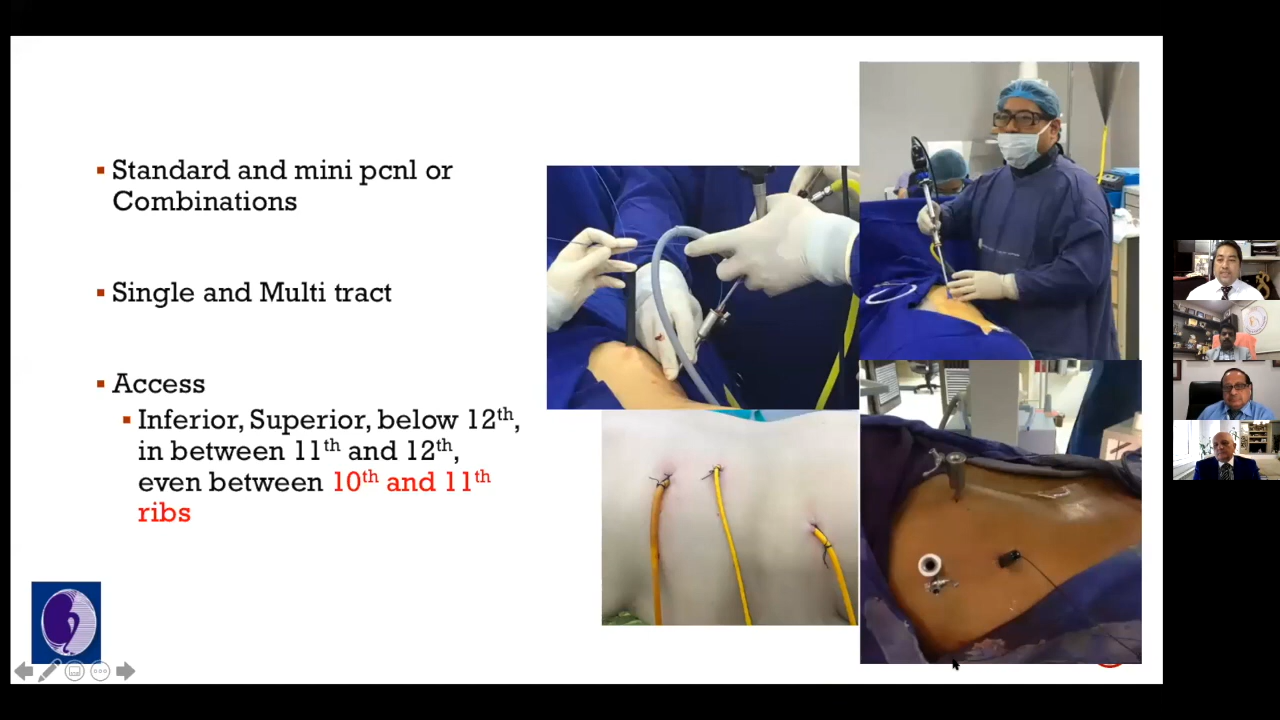 Standard and mini pcnl or
Combinations
Single and Multi tract
Access
Inferior, Superior, below 12th,
in between 11th and 12th,
even between 10th and 11th
ribs